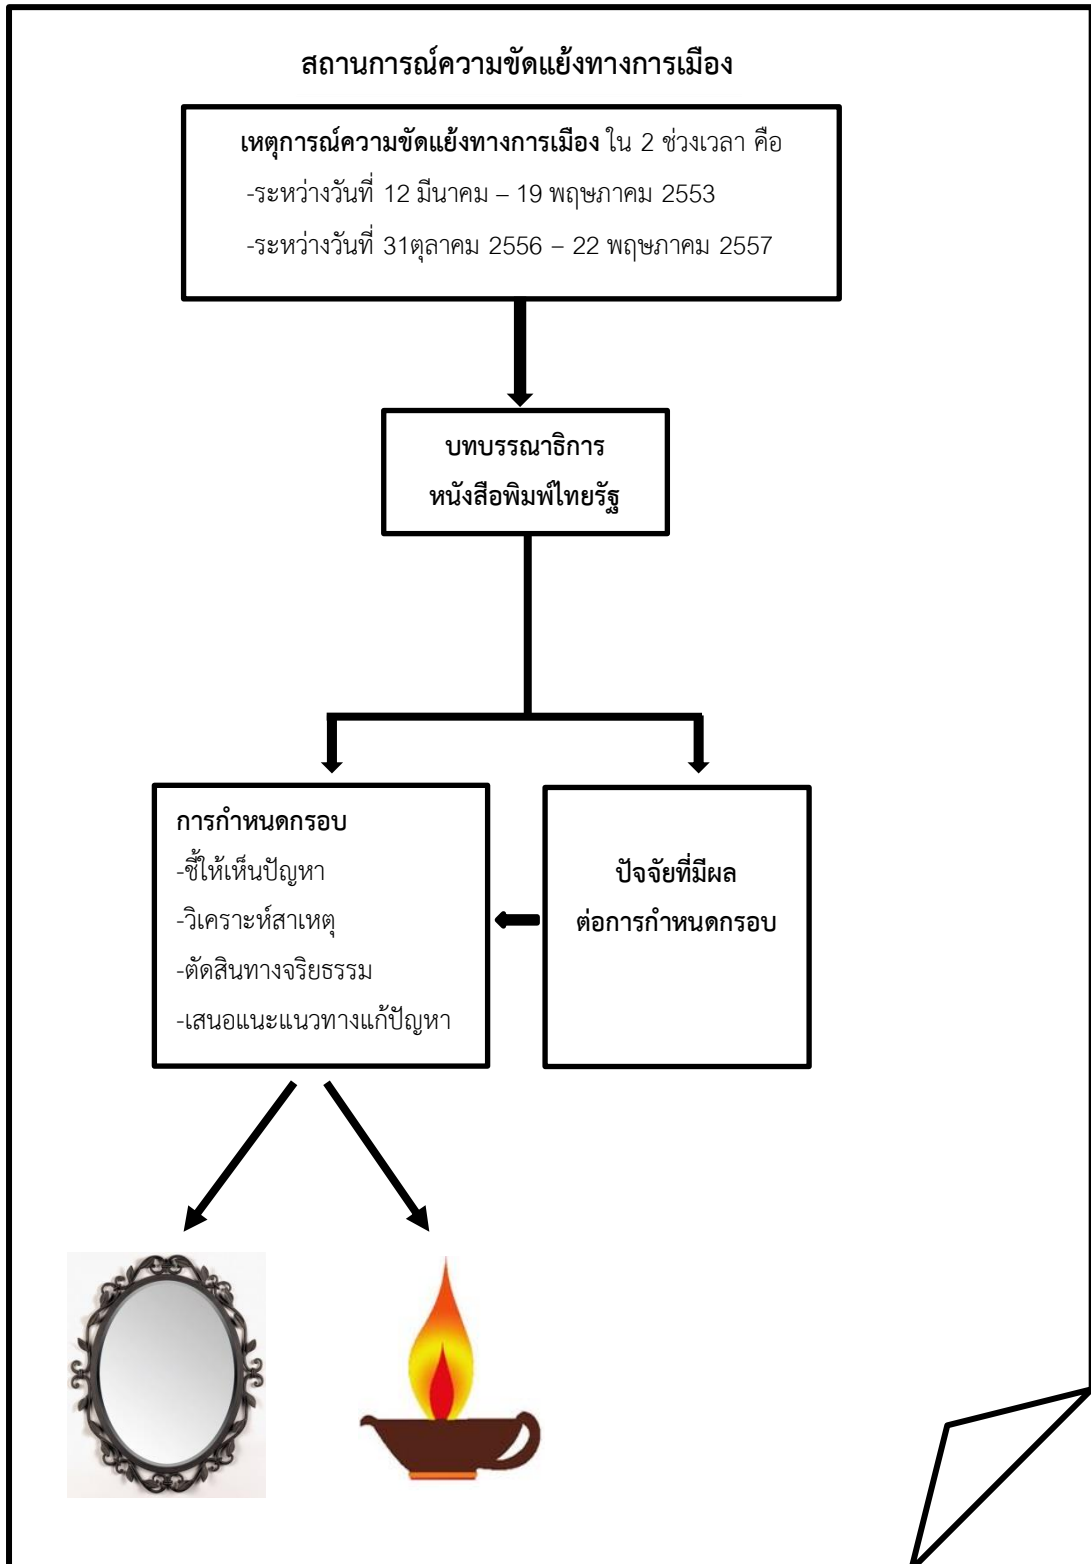 สถานการณ์ความขัดแย้งทางการเมือง
เหตุการณ์ความขัดแย้งทางการเมือง ใน 2 ช่วงเวลา คือ
-ระหว่างวันที่ 12 มีนาคม – 19 พฤษภาคม 2553
-ระหว่างวันที่ 31ตุลาคม 2556 – 22 พฤษภาคม 2557
บทบรรณาธิการ
หนังสือพิมพ์ไทยรัฐ
การกำหนดกรอบ
-ชี้ให้เห็นปัญหา
-วิเคราะห์สาเหตุ
-ตัดสินทางจริยธรรม
-เสนอแนะแนวทางแก้ปัญหา
ปัจจัยที่มีผล
ต่อการกำหนดกรอบ